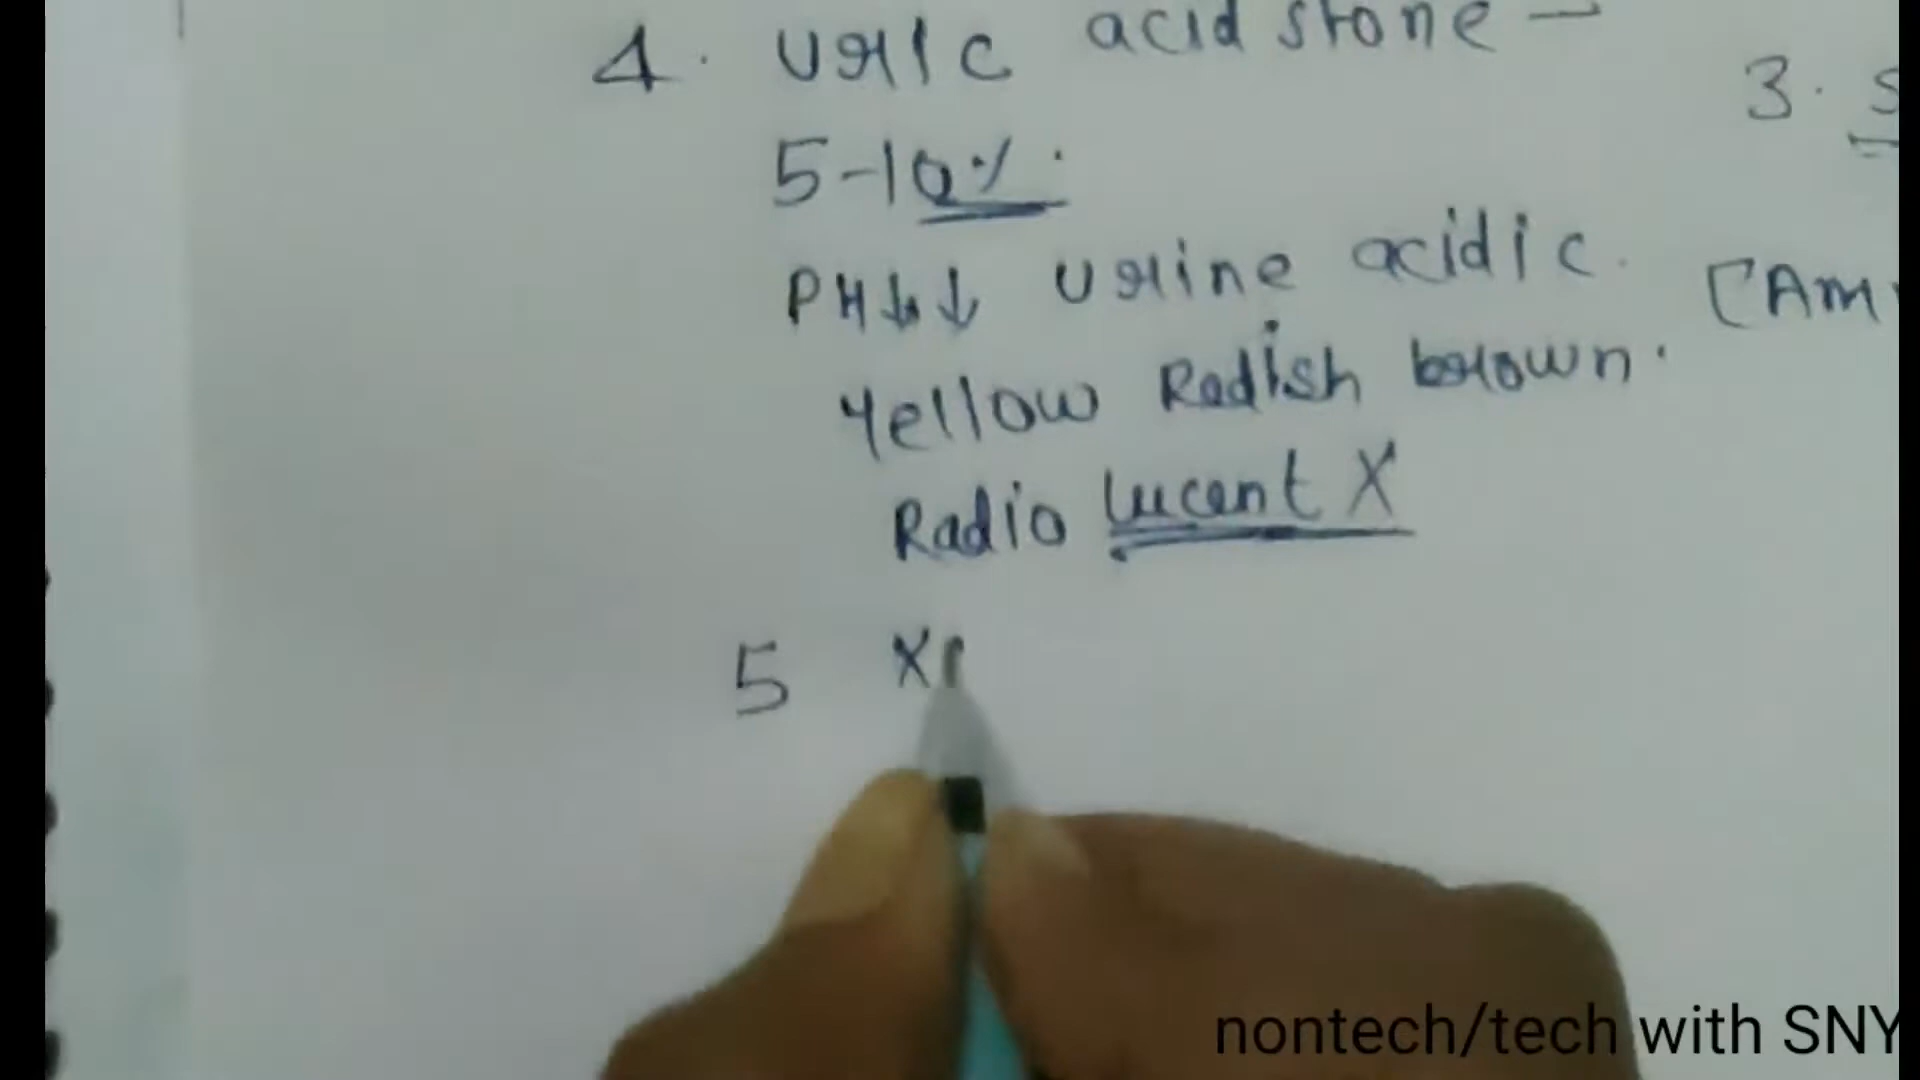 4. Uric acid stone —
5-10%.
PH↓↓ Urine acidic.
Yellow Radish brown.
Radio lucent X
5 X
3. S
[Am
nontech/tech with SNY